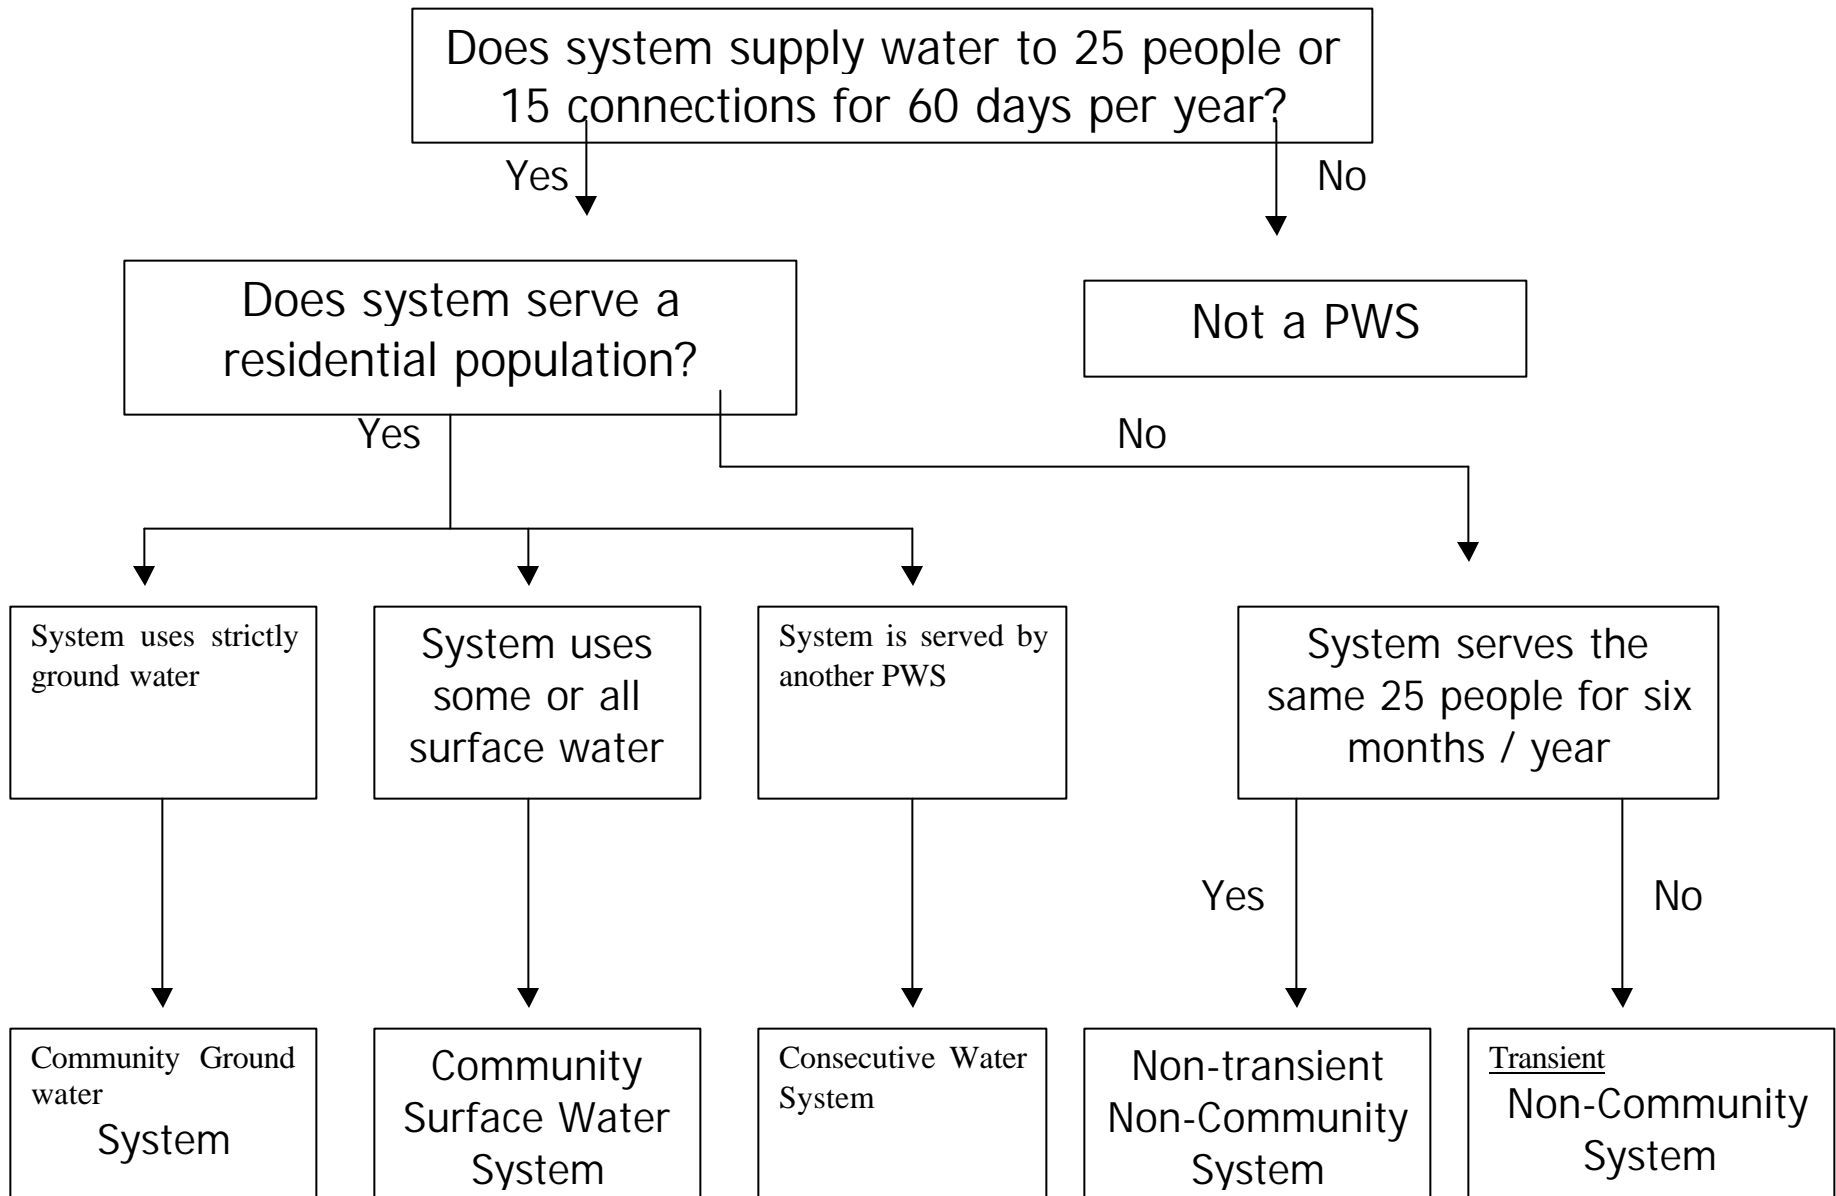 Does system supply water to 25 people or
15 connections for 60 days per year?
Yes
No
Does system serve a
residential population?
Not a PWS
Yes
No
System uses strictly
ground water
System uses
some or all
surface water
System is served by
another PWS
System serves the
same 25 people for six
months / year
Yes
No
Community Ground
water
System
Community
Surface Water
System
Consecutive Water
System
Non-transient
Non-Community
System
Transient
Non-Community
System